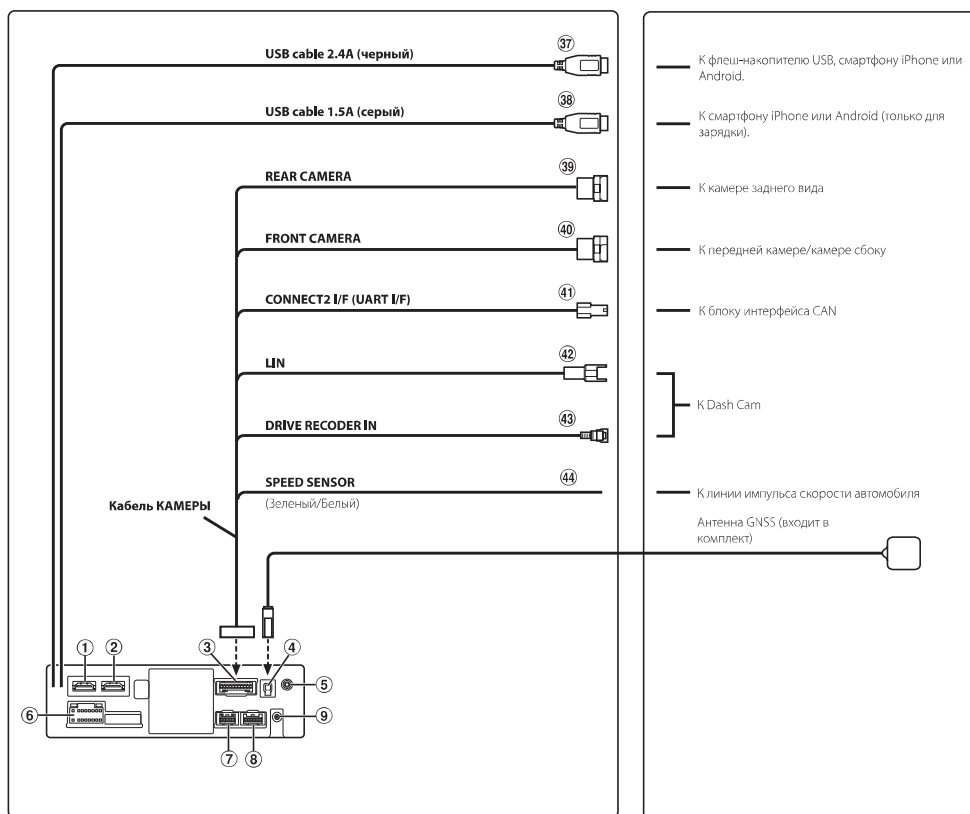 USB cable 2.4A (черный)
㊲
К флеш-накопителю USB, смартфону iPhone или
Android.
USB cable 1.5A (серый)
㊳
К смартфону iPhone или Android (только для
зарядки).
REAR CAMERA
㊴
К камере заднего вида
FRONT CAMERA
㊵
К передней камере/камере сбоку
CONNECT2 I/F (UART I/F)
㊶
К блоку интерфейса CAN
LIN
㊷
К Dash Cam
DRIVE RECODER IN
㊸
SPEED SENSOR
㊹
(Зеленый/Белый)
К линии импульса скорости автомобиля
Кабель КАМЕРЫ
Антенна GNSS (входит в
комплект)
①
②
③
④
⑤
⑥
⑦
⑧
⑨